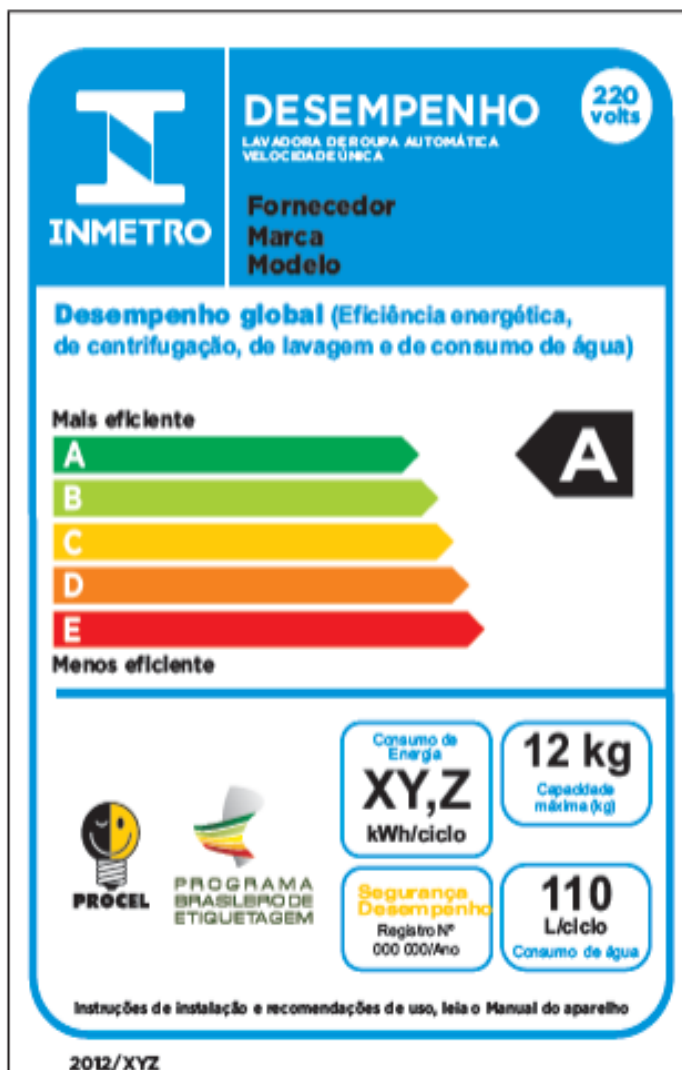 INMETRO
DESEMPENHO
LAVADORA DE ROUPA AUTOMÁTICA
VELOCIDADE ÚNICA
220
volts
Fornecedor
Marca
Modelo
Desempenho global (Eficiência energética,
de centrifugação, de lavagem e de consumo de água)
Mais eficiente
A
A
B
C
D
E
Menos eficiente
PROCEL
PROGRAMA
BRASILERO DE
ETIQUETAGEM
Consumo de
Energia
XY,Z
kWh/ciclo
12 kg
Capacidade
máxima (kg)
Segurança
Desempenho
Registro Nº
000 000/Ano
110
L/ciclo
Consumo de água
Instruções de instalação e recomendações de uso, leia o Manual do aparelho
2012/XYZ